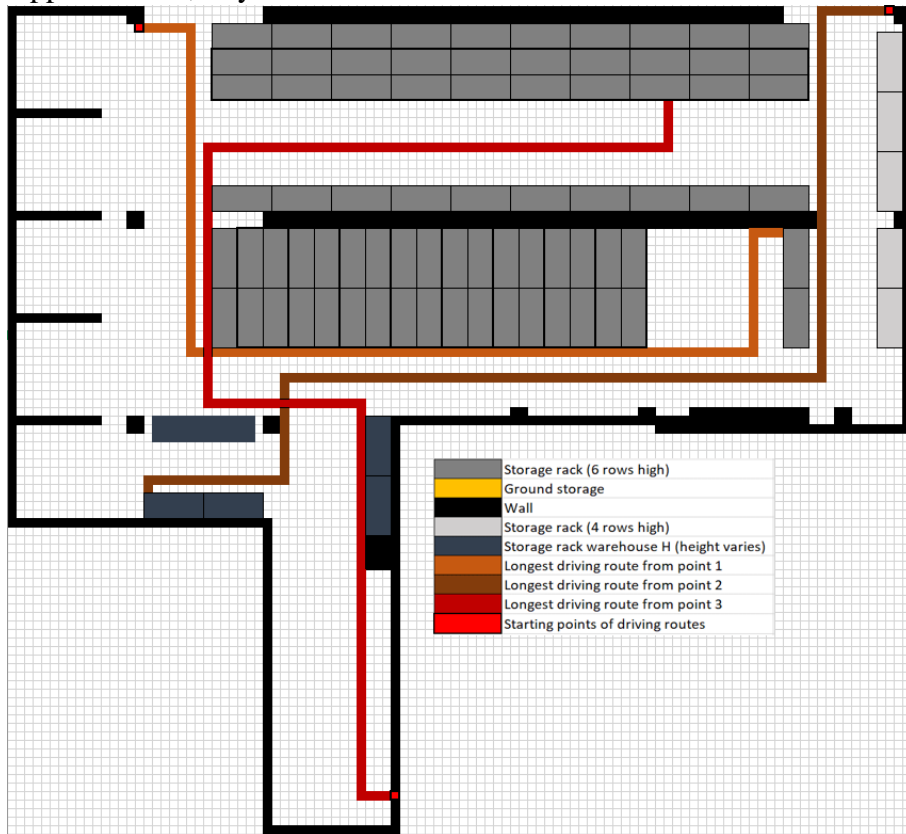 Storage rack (6 rows high)
Ground storage
Wall
Storage rack (4 rows high)
Storage rack warehouse H (height varies)
Longest driving route from point 1
Longest driving route from point 2
Longest driving route from point 3
Starting points of driving routes